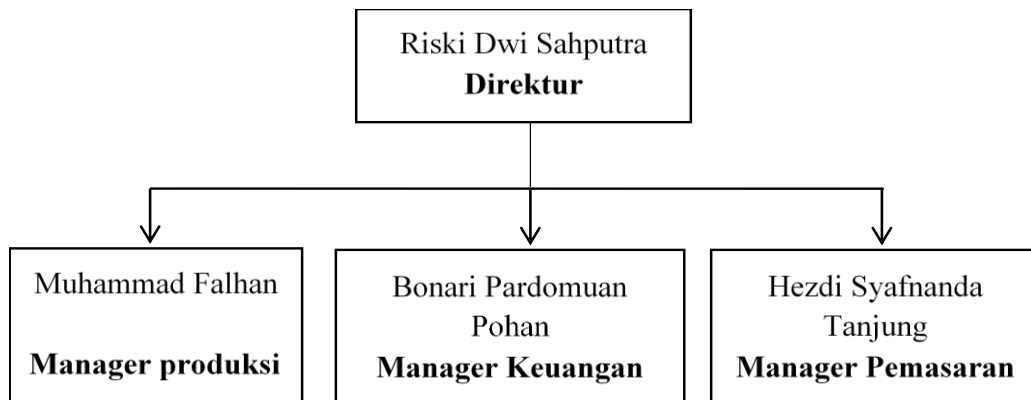 Riski Dwi Sahputra
Direktur
Muhammad Falhan
Manager produksi
Bonari Pardomuan
Pohan
Manager Keuangan
Hezdi Syafnanda
Tanjung
Manager Pemasaran